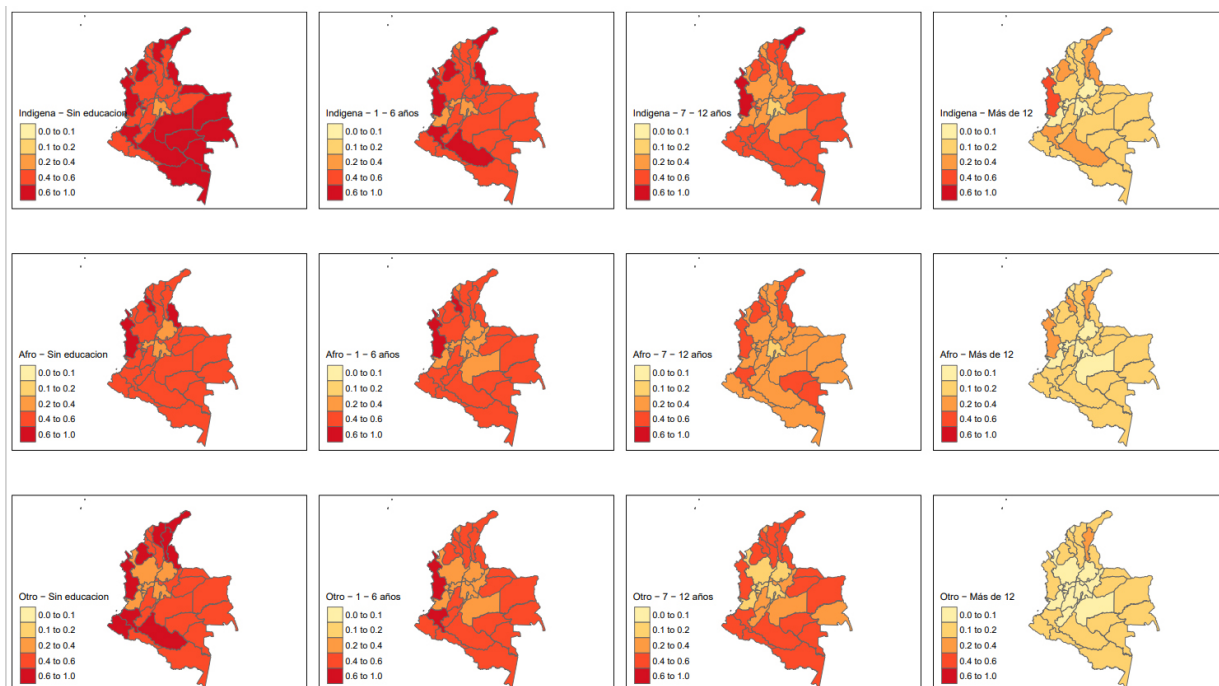 Indigena − Sin educacion
0.0 to 0.1
0.1 to 0.2
0.2 to 0.4
0.4 to 0.6
0.6 to 1.0
Indigena − 1 − 6 años
0.0 to 0.1
0.1 to 0.2
0.2 to 0.4
0.4 to 0.6
0.6 to 1.0
Indigena − 7 − 12 años
0.0 to 0.1
0.1 to 0.2
0.2 to 0.4
0.4 to 0.6
0.6 to 1.0
Indigena − Más de 12
0.0 to 0.1
0.1 to 0.2
0.2 to 0.4
0.4 to 0.6
0.6 to 1.0
Afro − Sin educacion
0.0 to 0.1
0.1 to 0.2
0.2 to 0.4
0.4 to 0.6
0.6 to 1.0
Afro − 1 − 6 años
0.0 to 0.1
0.1 to 0.2
0.2 to 0.4
0.4 to 0.6
0.6 to 1.0
Afro − 7 − 12 años
0.0 to 0.1
0.1 to 0.2
0.2 to 0.4
0.4 to 0.6
0.6 to 1.0
Afro − Más de 12
0.0 to 0.1
0.1 to 0.2
0.2 to 0.4
0.4 to 0.6
0.6 to 1.0
Otro − Sin educacion
0.0 to 0.1
0.1 to 0.2
0.2 to 0.4
0.4 to 0.6
0.6 to 1.0
Otro − 1 − 6 años
0.0 to 0.1
0.1 to 0.2
0.2 to 0.4
0.4 to 0.6
0.6 to 1.0
Otro − 7 − 12 años
0.0 to 0.1
0.1 to 0.2
0.2 to 0.4
0.4 to 0.6
0.6 to 1.0
Otro − Más de 12
0.0 to 0.1
0.1 to 0.2
0.2 to 0.4
0.4 to 0.6
0.6 to 1.0